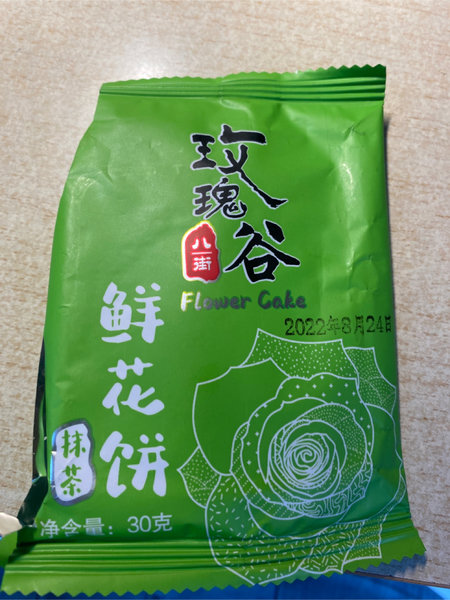 玫瑰谷
八街
Flower Cake
2022年8月24日
鲜花饼
抹茶
净含量：30克